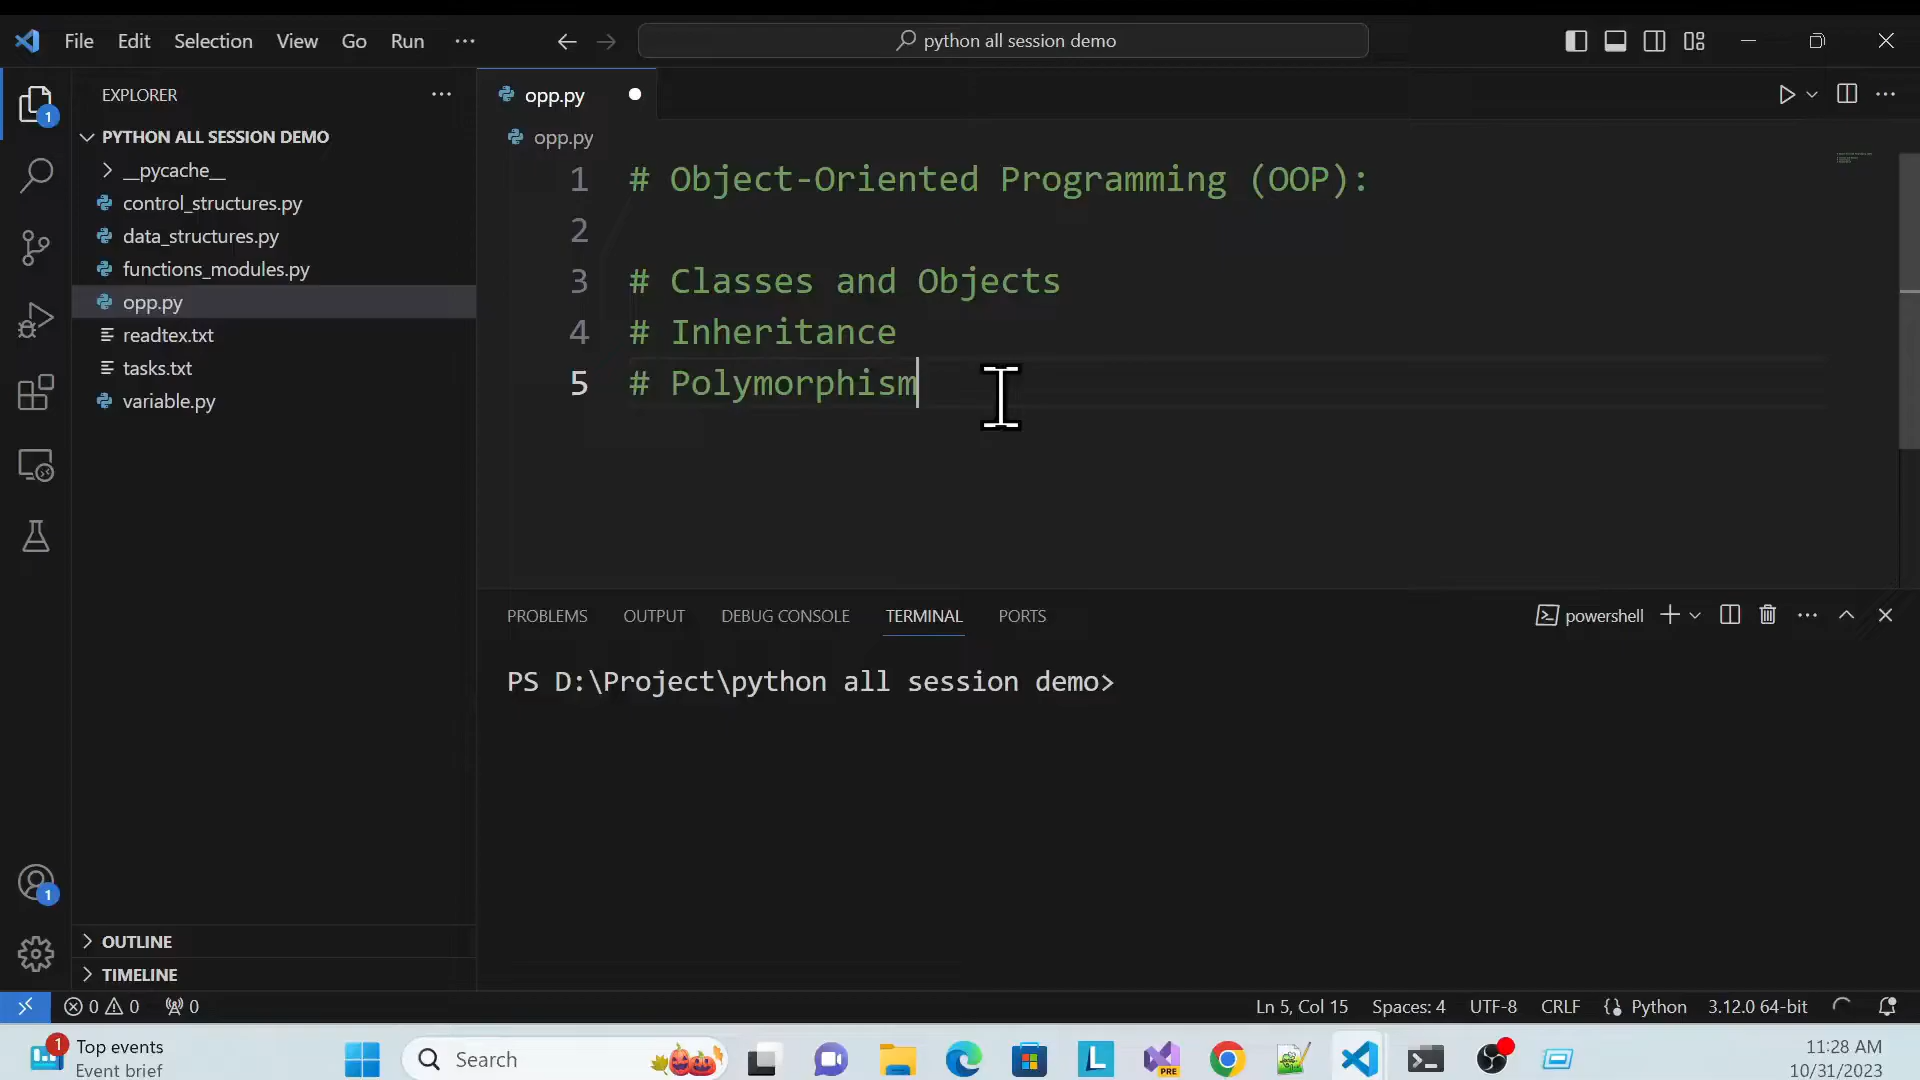 File Edit Selection View Go Run ···
python all session demo
EXPLORER ···
PYTHON ALL SESSION DEMO
__pycache__
control_structures.py
data_structures.py
functions_modules.py
opp.py
readtex.txt
tasks.txt
variable.py
OUTLINE
TIMELINE
1
1
opp.py
opp.py
1 # Object-Oriented Programming (OOP):
2
3 # Classes and Objects
4 # Inheritance
5 # Polymorphism
PROBLEMS OUTPUT DEBUG CONSOLE TERMINAL PORTS
powershell
PS D:\Project\python all session demo>
0 0 0
Ln 5, Col 15 Spaces: 4 UTF-8 CRLF Python 3.12.0 64-bit
1
Top events
Event brief
Search
L
PRE
11:28 AM
10/31/2023